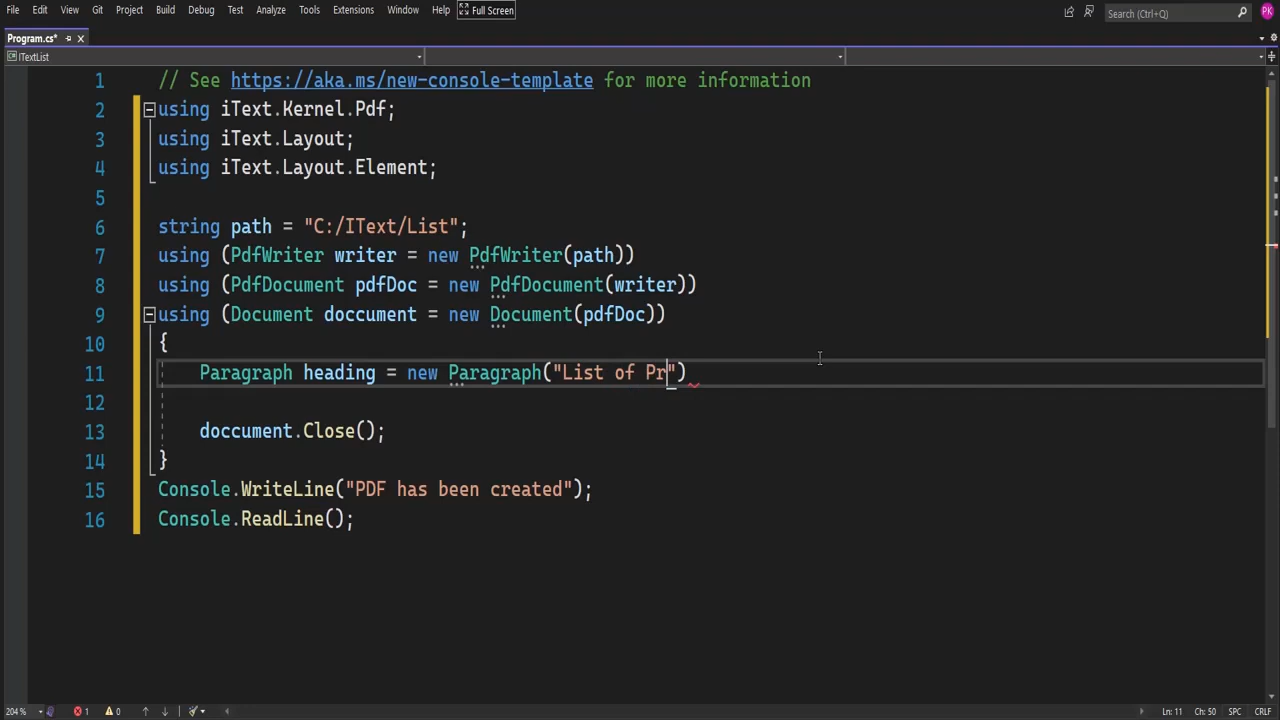 File Edit View Git Project Build Debug Test Analyze Tools Extensions Window Help Full Screen Search (Ctrl+Q) PK
Program.cs*
ITextList
1 // See https://aka.ms/new-console-template for more information
2 using iText.Kernel.Pdf;
3 using iText.Layout;
4 using iText.Layout.Element;
5
6 string path = "C:/IText/List";
7 using (PdfWriter writer = new PdfWriter(path))
8 using (PdfDocument pdfDoc = new PdfDocument(writer))
9 using (Document doccument = new Document(pdfDoc))
10 {
11 Paragraph heading = new Paragraph("List of Pr")
12
13 doccument.Close();
14 }
15 Console.WriteLine("PDF has been created");
16 Console.ReadLine();
204 % 1 0 Ln: 11 Ch: 50 SPC CRLF